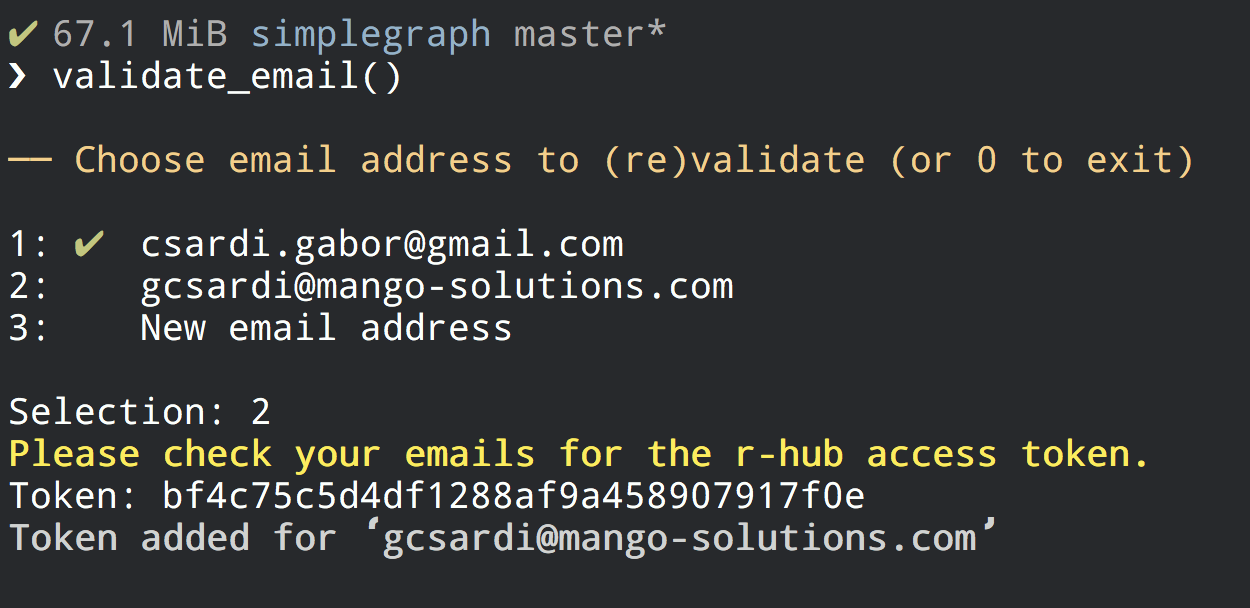 ✔ 67.1 MiB simplegraph master*
❯ validate_email()
── Choose email address to (re)validate (or 0 to exit)
1: ✔ csardi.gabor@gmail.com
2: gcsardi@mango-solutions.com
3: New email address
Selection: 2
Please check your emails for the r-hub access token.
Token: bf4c75c5d4df1288af9a458907917f0e
Token added for ‘gcsardi@mango-solutions.com’